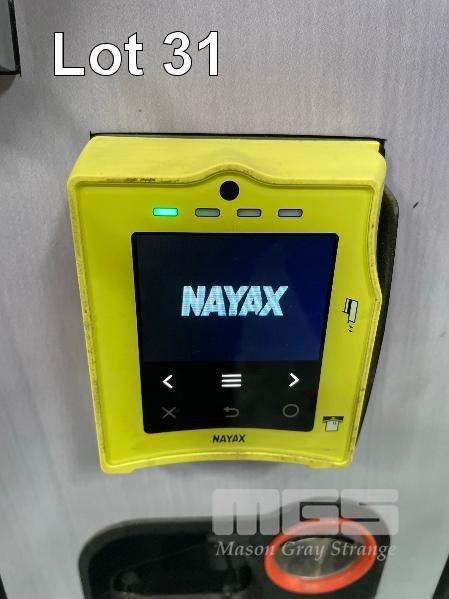 Lot 31
NAYAX
NAYAX
MGS
Mason Gray Strange